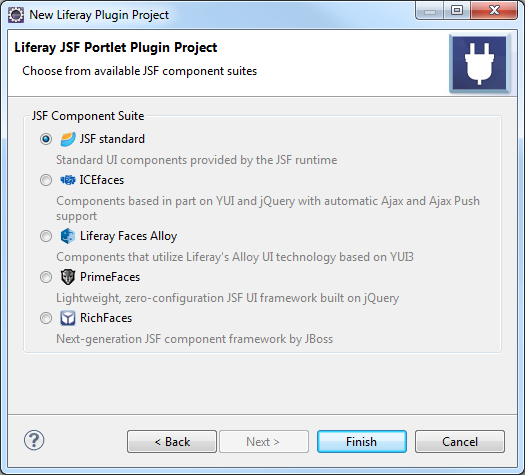 New Liferay Plugin Project
Liferay JSF Portlet Plugin Project
Choose from available JSF component suites
JSF Component Suite
JSF standard
Standard UI components provided by the JSF runtime
ICEfaces
Components based in part on YUI and jQuery with automatic Ajax and Ajax Push
support
Liferay Faces Alloy
Components that utilize Liferay's Alloy UI technology based on YUI3
PrimeFaces
Lightweight, zero-configuration JSF UI framework built on jQuery
RichFaces
Next-generation JSF component framework by JBoss
? < Back Next > Finish Cancel